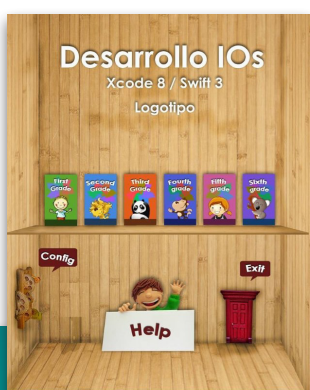 Desarrollo IOs
Xcode 8 / Swift 3
Logotipo
First Grade
Second Grade
Third Grade
Fourth grade
Fifth grade
Sixth grade
Config
Exit
Help